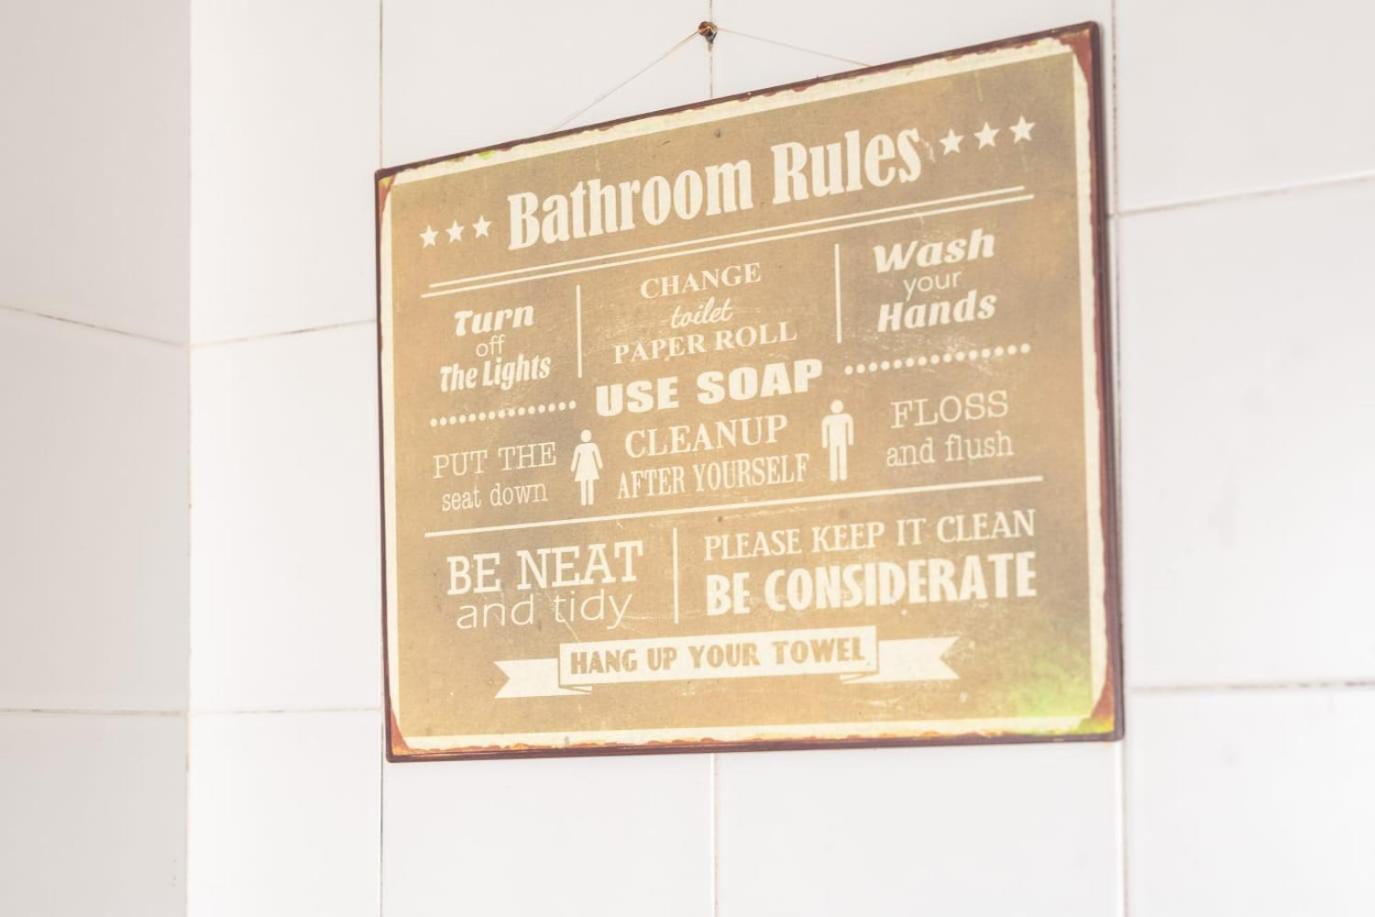 Bathroom Rules
Turn
off
The Lights
CHANGE
toilet
PAPER ROLL
Wash
your
Hands
USE SOAP
PUT THE
seat down
CLEANUP
AFTER YOURSELF
FLOSS
and flush
BE NEAT
and tidy
PLEASE KEEP IT CLEAN
BE CONSIDERATE
HANG UP YOUR TOWEL